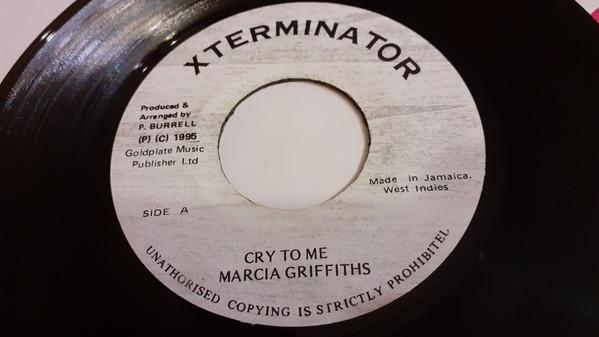 XTERMINATOR
Produced &
Arranged by
P. BURRELL
(P) (C) 1995
Goldplate Music
Publisher Ltd
Made in Jamaica.
West Indies
SIDE A
CRY TO ME
MARCIA GRIFFITHS
UNATHORISED COPYING IS STRICTLY PROHIBITEL